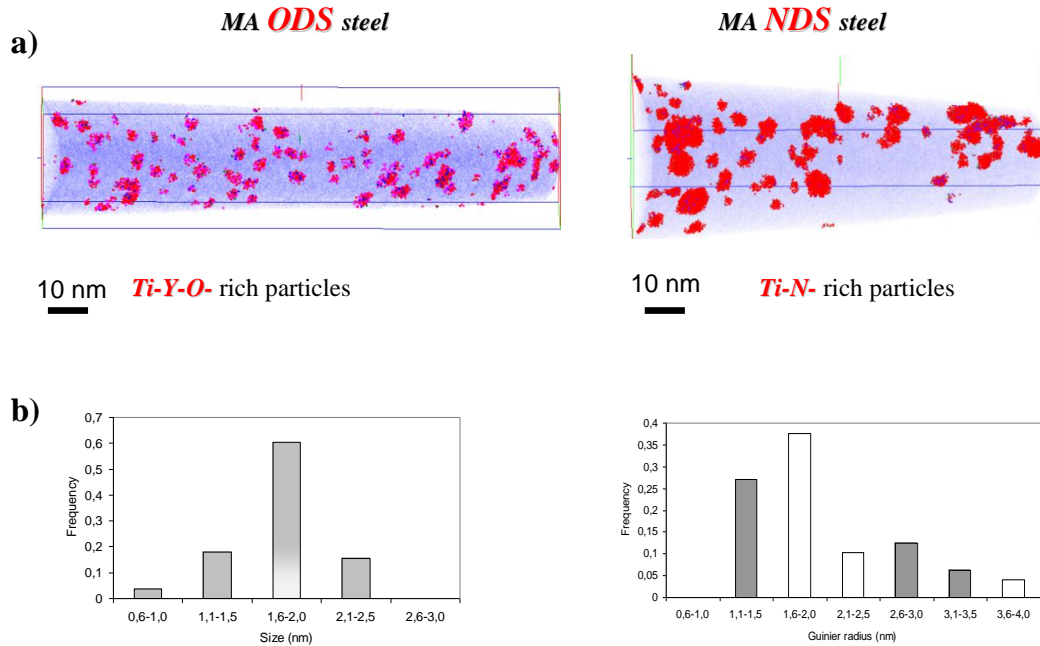 MA ODS steel
MA NDS steel
a)
10 nm
Ti-Y-O- rich particles
10 nm
Ti-N- rich particles
b)
0,7
0,6
0,5
0,4
0,3
0,2
0,1
0
Frequency
0,6-1,0 1,1-1,5 1,6-2,0 2,1-2,5 2,6-3,0
Size (nm)
0,4
0,35
0,3
0,25
0,2
0,15
0,1
0,05
0
Frequency
0,6-1,0 1,1-1,5 1,6-2,0 2,1-2,5 2,6-3,0 3,1-3,5 3,6-4,0
Guinier radius (nm)